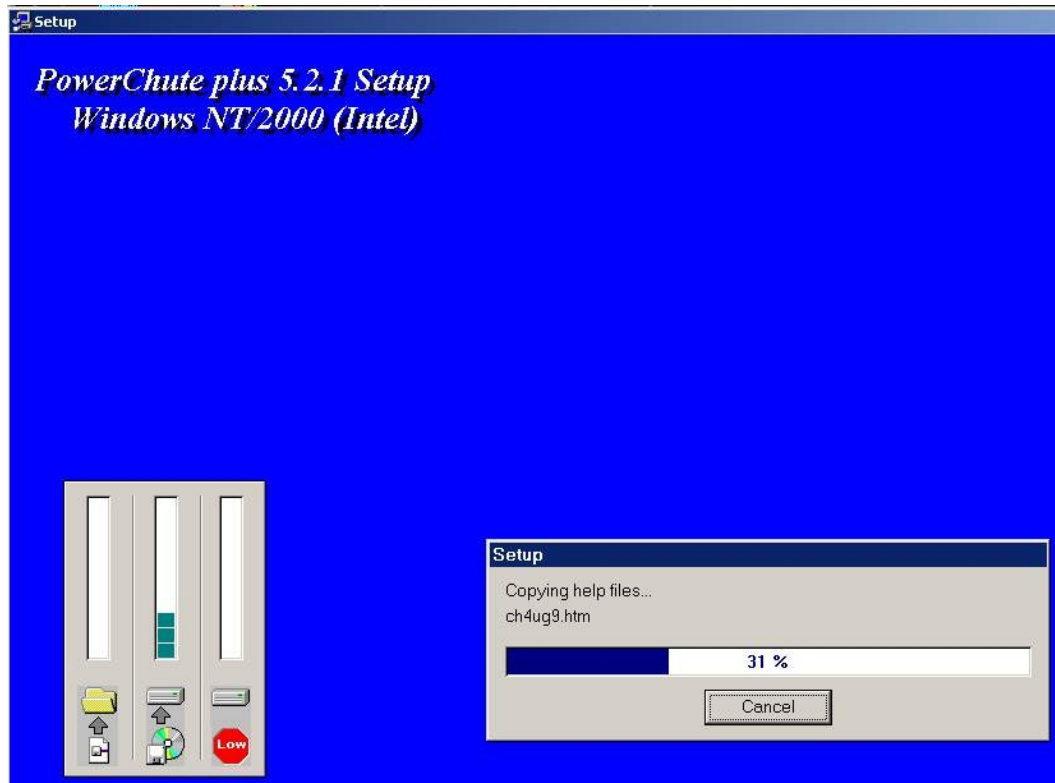 Setup
PowerChute plus 5.2.1 Setup
Windows NT/2000 (Intel)
Low
Setup
Copying help files...
ch4ug9.htm
31 %
Cancel